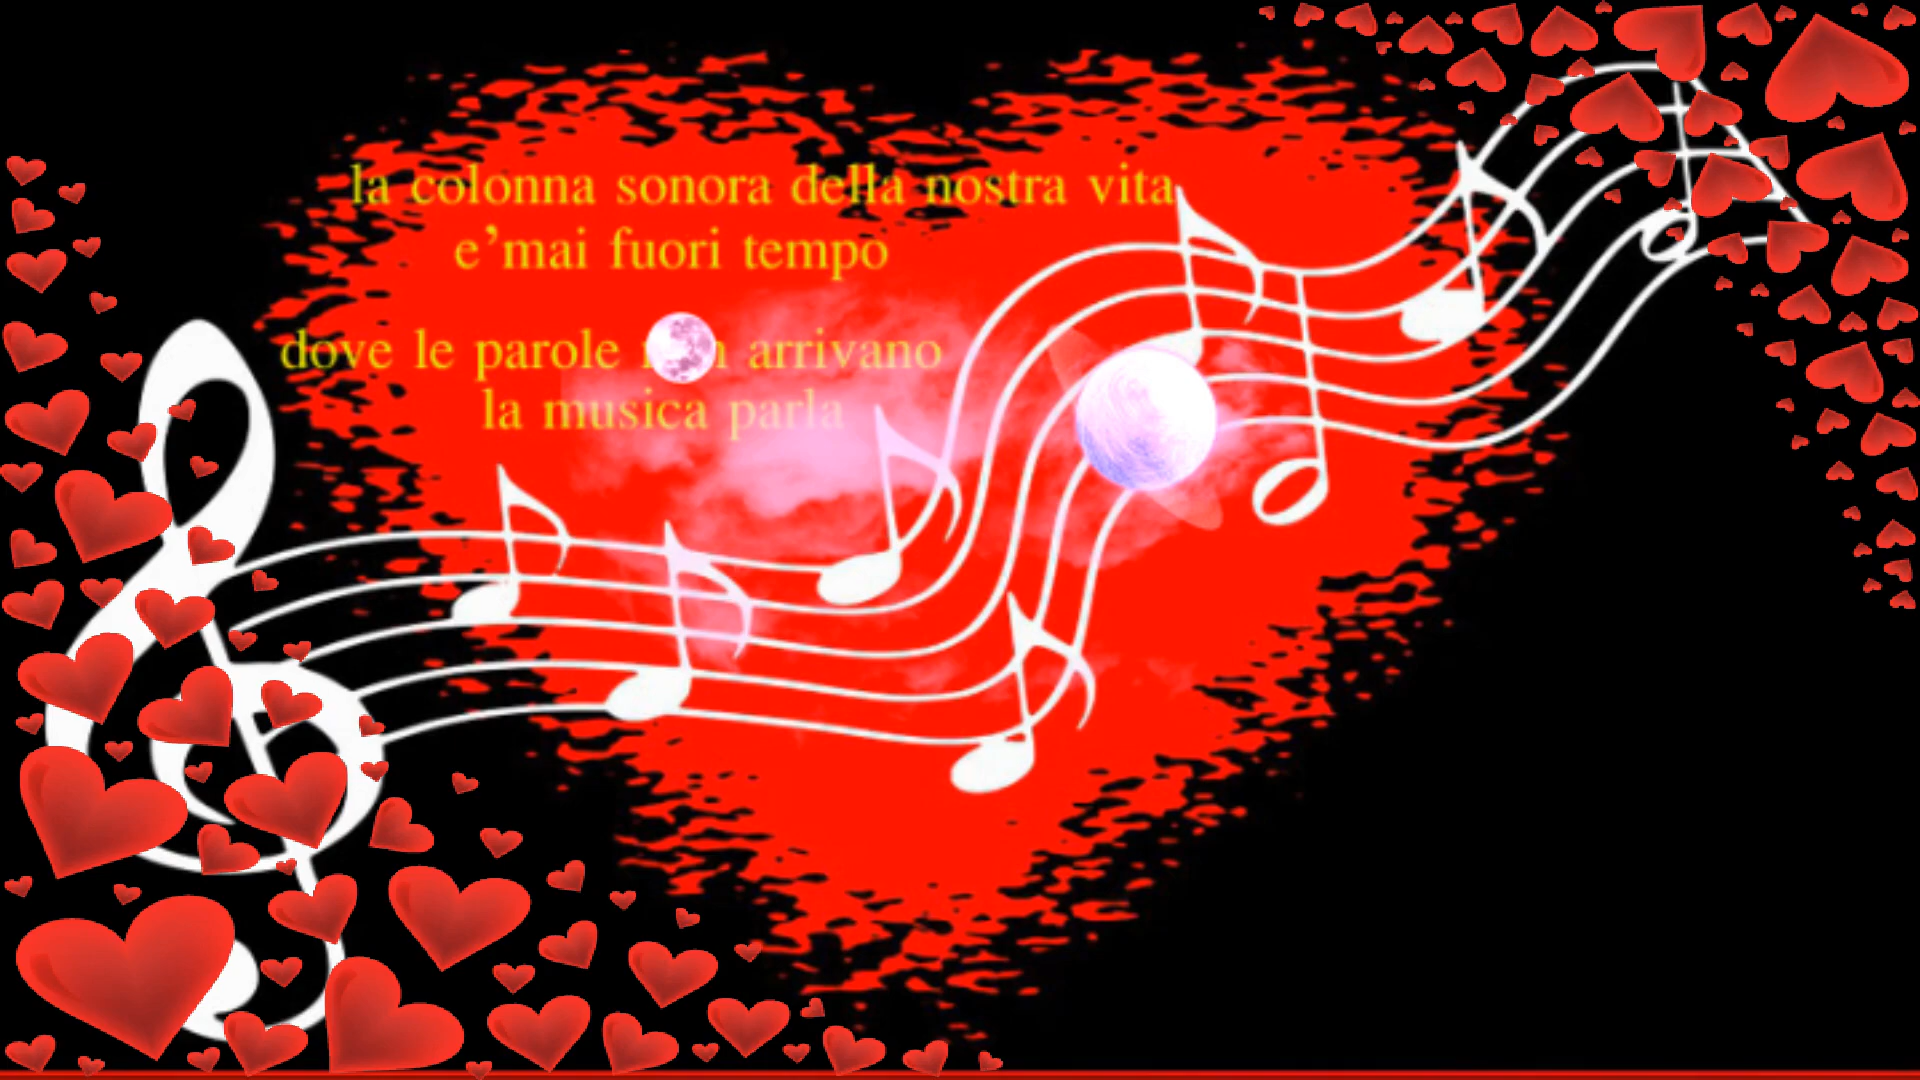 la colonna sonora della nostra vita
e'mai fuori tempo
dove le parole arrivano
la musica parla